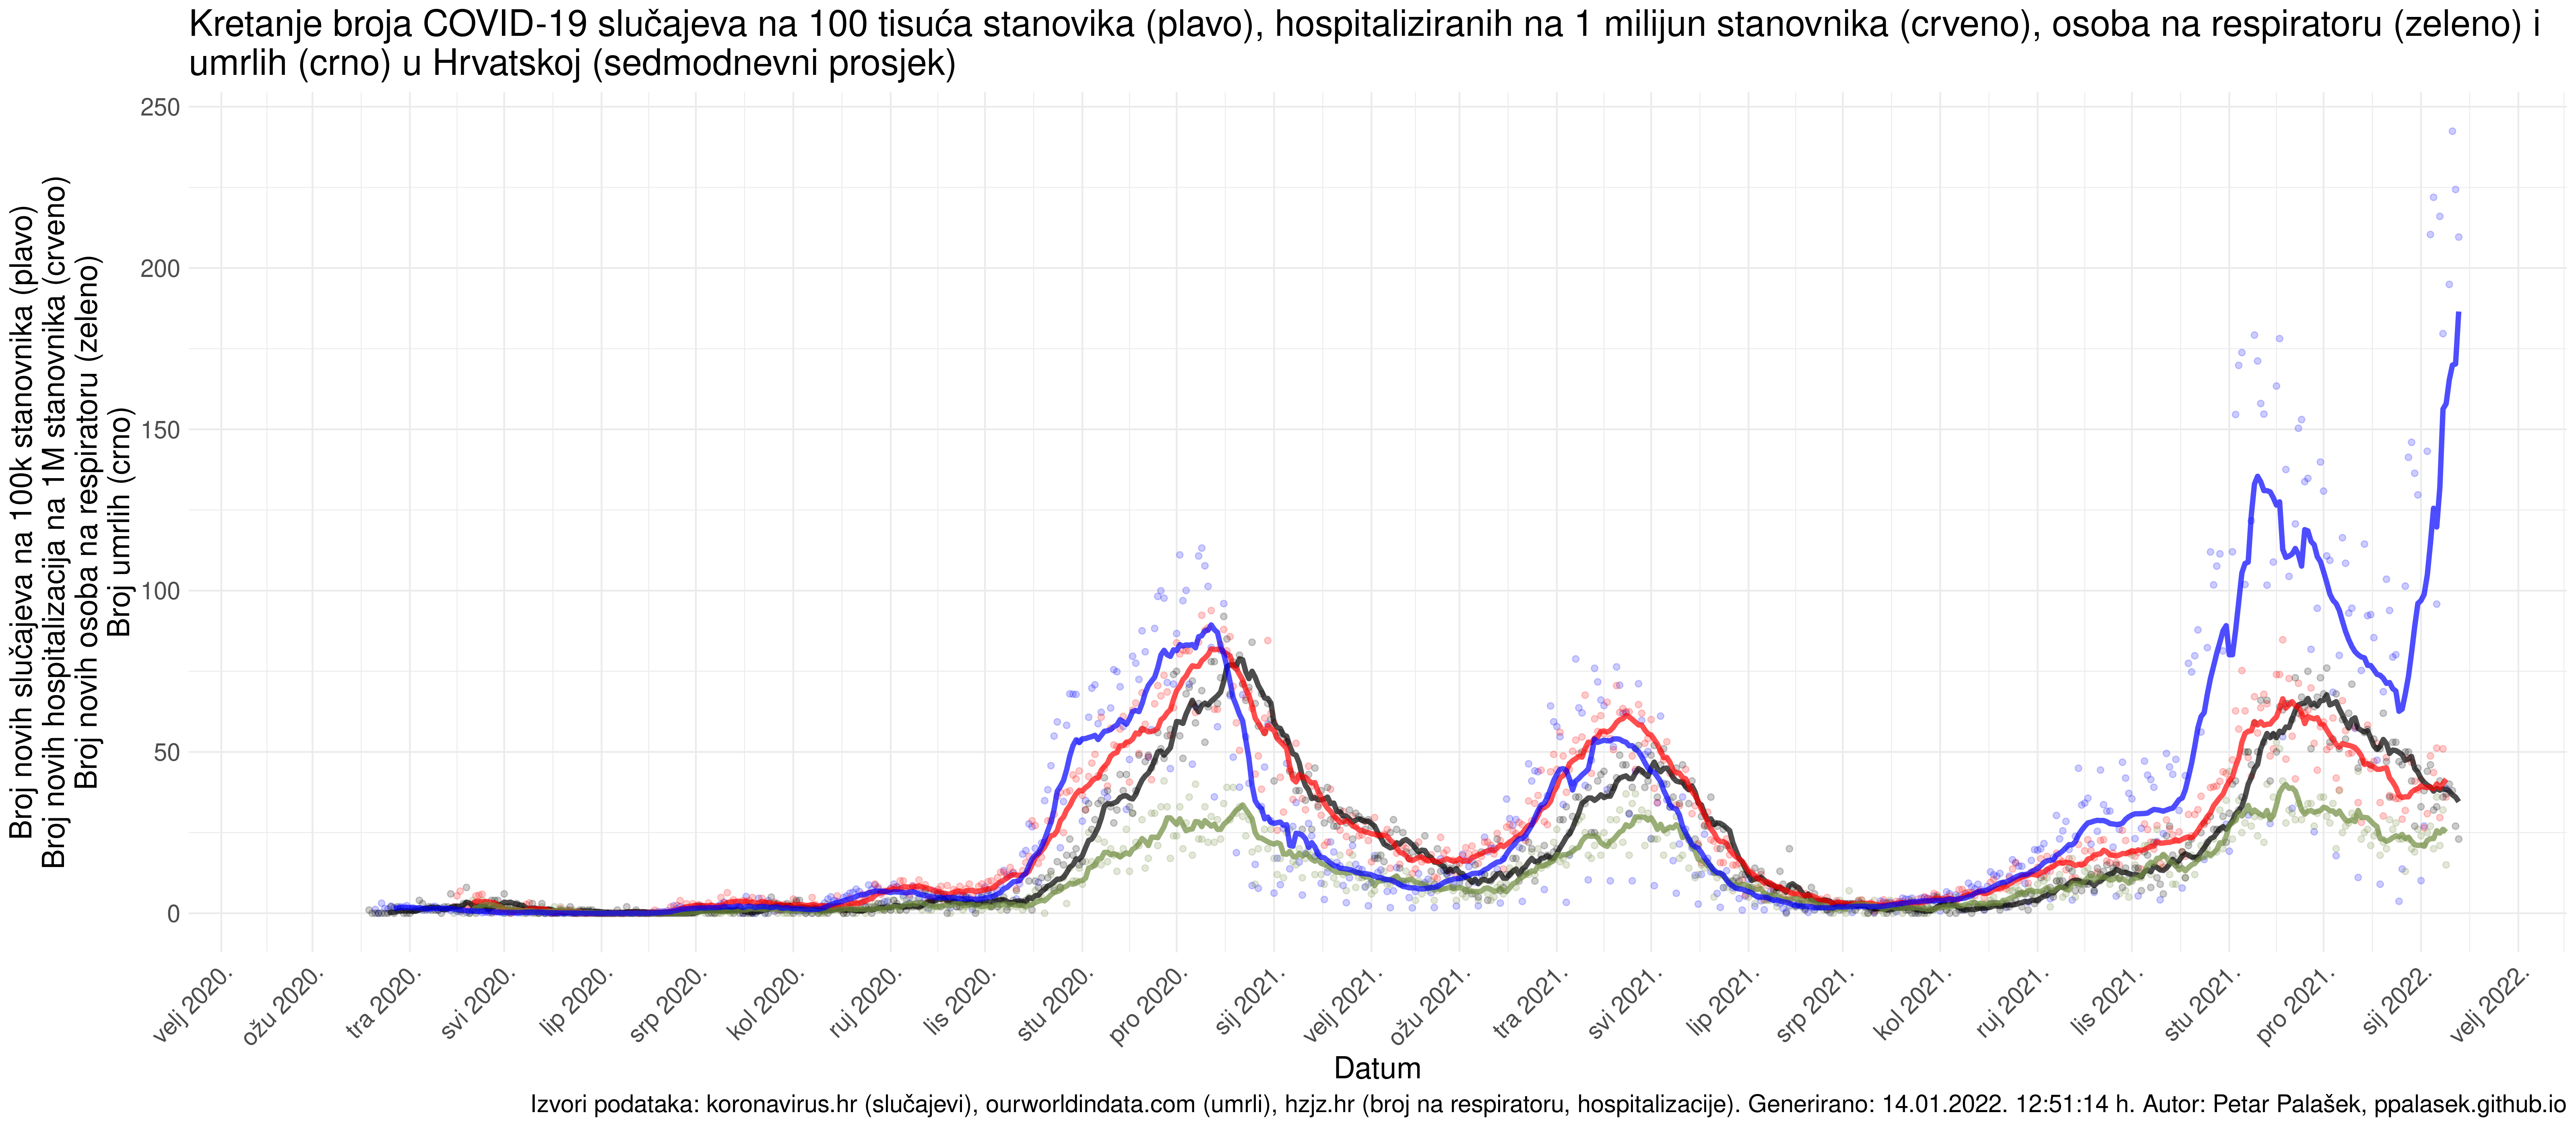 Kretanje broja COVID-19 slučajeva na 100 tisuća stanovika (plavo), hospitaliziranih na 1 milijun stanovnika (crveno), osoba na respiratoru (zeleno) i
umrlih (crno) u Hrvatskoj (sedmodnevni prosjek)
Broj novih slučajeva na 100k stanovnika (plavo)
Broj novih hospitalizacija na 1M stanovnika (crveno)
Broj novih osoba na respiratoru (zeleno)
Broj umrlih (crno)
250
200
150
100
50
0
velj 2020.
ožu 2020.
tra 2020.
svi 2020.
lip 2020.
srp 2020.
kol 2020.
ruj 2020.
lis 2020.
stu 2020.
pro 2020.
sij 2021.
velj 2021.
ožu 2021.
tra 2021.
svi 2021.
lip 2021.
srp 2021.
kol 2021.
ruj 2021.
lis 2021.
stu 2021.
pro 2021.
sij 2022.
velj 2022.
Datum
Izvori podataka: koronavirus.hr (slučajevi), ourworldindata.com (umrli), hzjz.hr (broj na respiratoru, hospitalizacije). Generirano: 14.01.2022. 12:51:14 h. Autor: Petar Palašek, ppalasek.github.io